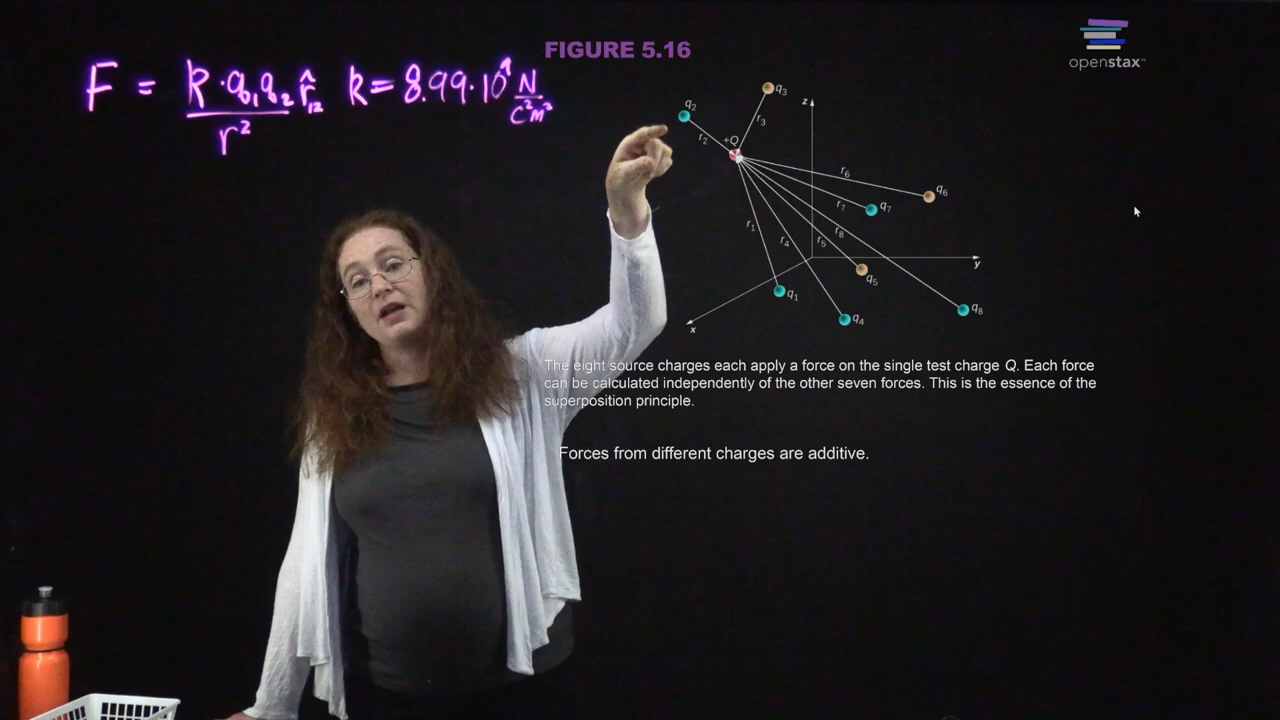 FIGURE 5.16
openstax™
F = k · q₁q₂ r̂₁₂ / r²
k = 8.99·10⁹ N / C²m²
q₂
q₃
z
r₃
r₂
+Q
r₆
q₆
r₇
q₇
r₁
r₄
r₅
r₈
y
q₅
q₁
q₈
q₄
x
The eight source charges each apply a force on the single test charge Q. Each force
can be calculated independently of the other seven forces. This is the essence of the
superposition principle.
Forces from different charges are additive.